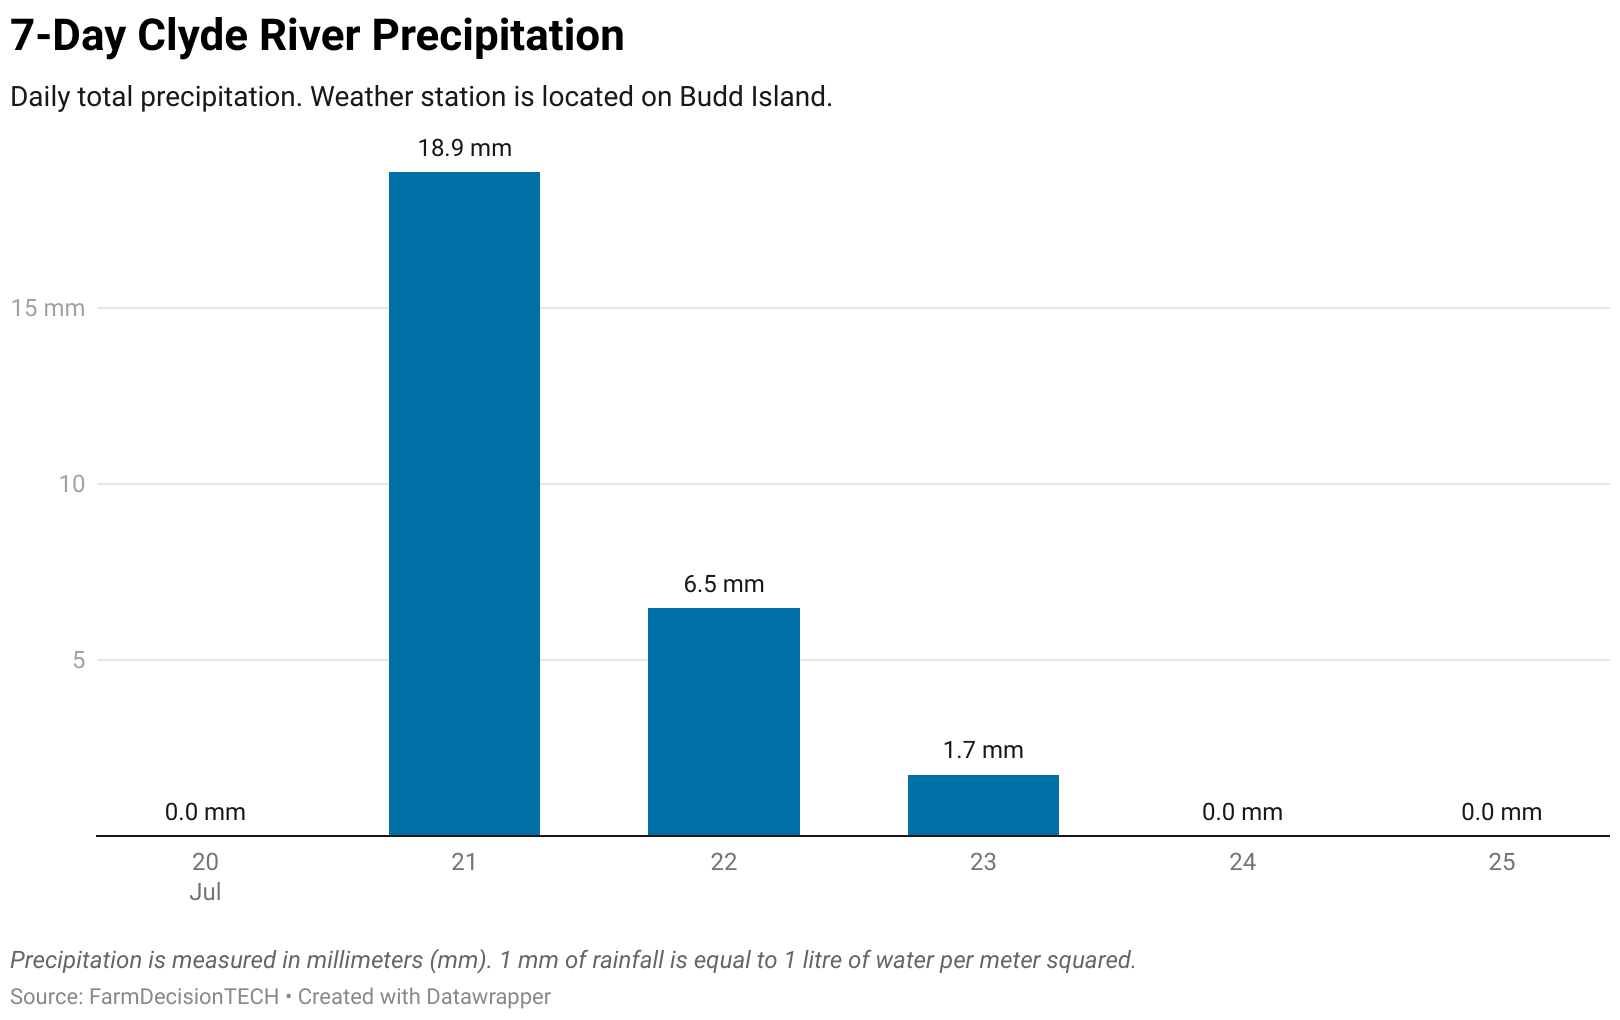 7-Day Clyde River Precipitation
Daily total precipitation. Weather station is located on Budd Island.
18.9 mm
15 mm
10
6.5 mm
5
1.7 mm
0.0 mm
0.0 mm
0.0 mm
20
21
22
23
24
25
Jul
Precipitation is measured in millimeters (mm). 1 mm of rainfall is equal to 1 litre of water per meter squared.
Source: FarmDecisionTECH • Created with Datawrapper